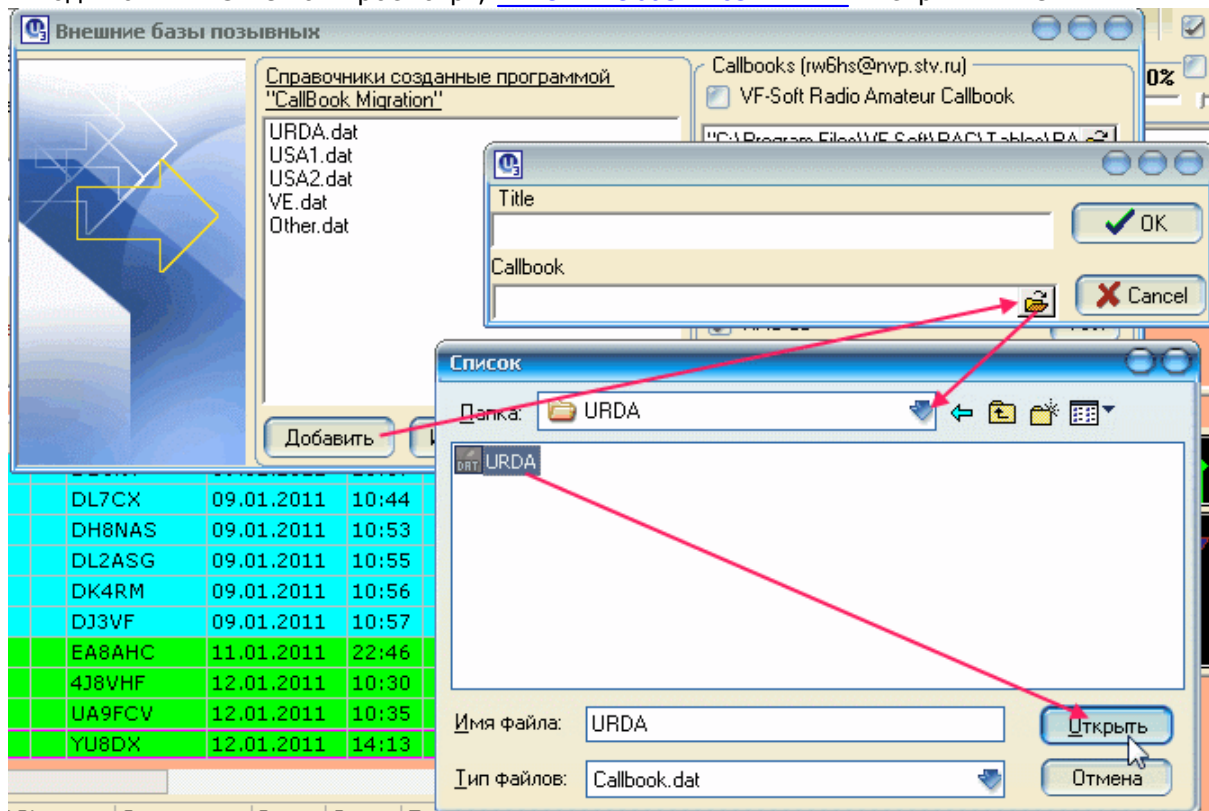 Внешние базы позывных
Справочники созданные программой
"CallBook Migration"
URDA.dat
USA1.dat
USA2.dat
VE.dat
Other.dat
Добавить
Callbooks (rw6hs@nvp.stv.ru)
VF-Soft Radio Amateur Callbook
0%
Title
OK
Callbook
Cancel
Список
Папка: URDA
URDA
Имя файла: URDA
Открыть
Тип файлов: Callbook.dat
Отмена
DL7CX 09.01.2011 10:44
DH8NAS 09.01.2011 10:53
DL2ASG 09.01.2011 10:55
DK4RM 09.01.2011 10:56
DJ3VF 09.01.2011 10:57
EA8AHC 11.01.2011 22:46
4J8VHF 12.01.2011 10:30
UA9FCV 12.01.2011 10:35
YU8DX 12.01.2011 14:13